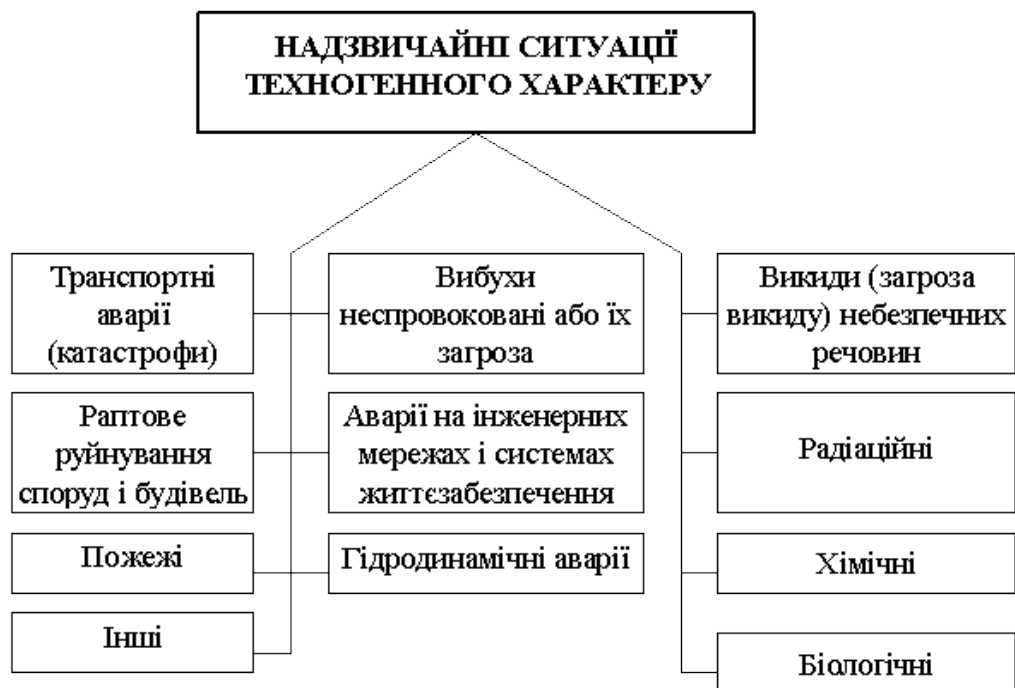 НАДЗВИЧАЙНІ СИТУАЦІЇ
ТЕХНОГЕННОГО ХАРАКТЕРУ
Транспортні
аварії
(катастрофи)
Вибухи
неспровоковані або їх
загроза
Викиди (загроза
викиду) небезпечних
речовин
Раптове
руйнування
споруд і будівель
Аварії на інженерних
мережах і системах
життєзабезпечення
Радіаційні
Пожежі
Гідродинамічні аварії
Хімічні
Інші
Біологічні